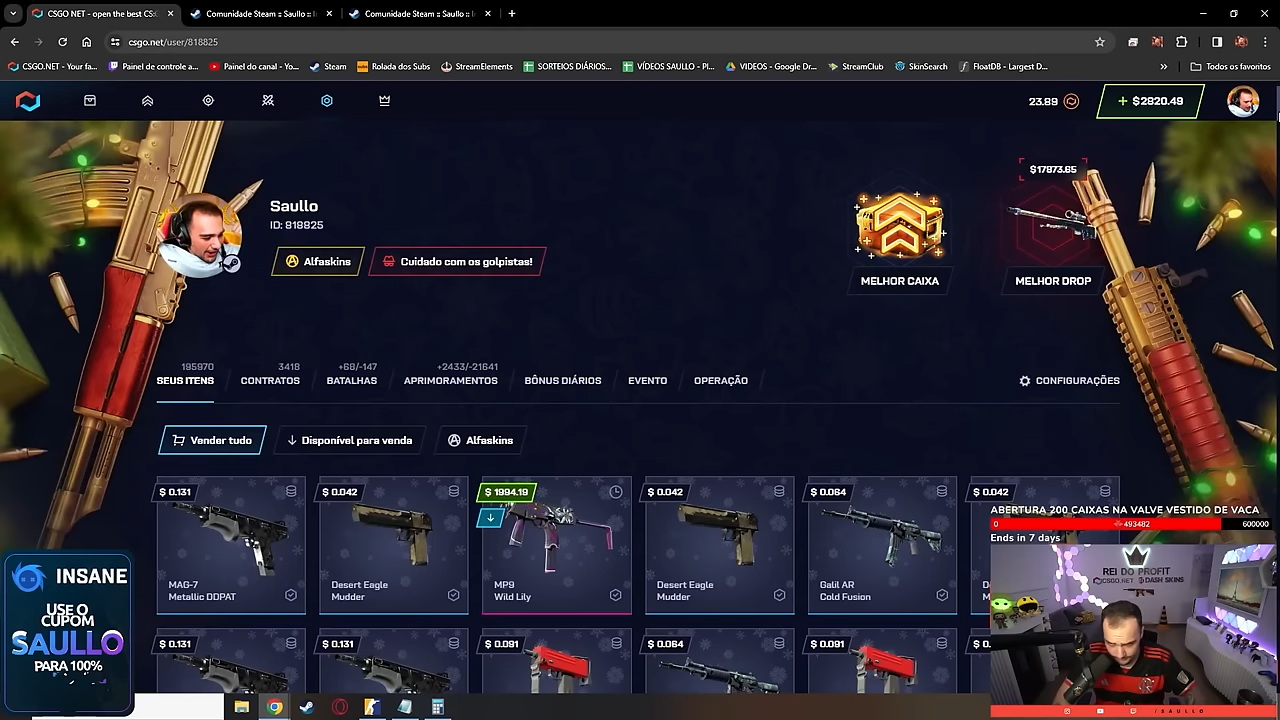 CSGO NET - open the best CS:
Comunidade Steam :: Saullo ::
Comunidade Steam :: Saullo ::
csgo.net/user/818825
CSGO.NET - Your fa...
Painel de controle a...
Painel do canal - Yo...
Steam
Rolada dos Subs
StreamElements
SORTEIOS DIÁRIOS...
VÍDEOS SAULLO - Pl...
VIDEOS - Google Dr...
StreamClub
SkinSearch
FloatDB - Largest D...
»
Todos os favoritos
23.89
+ $2820.49
$17873.65
Saullo
ID: 818825
Alfaskins
Cuidado com os golpistas!
MELHOR CAIXA
MELHOR DROP
195970
3418
+68/-147
+2433/-21641
SEUS ITENS
CONTRATOS
BATALHAS
APRIMORAMENTOS
BÔNUS DIÁRIOS
EVENTO
OPERAÇÃO
CONFIGURAÇÕES
Vender tudo
Disponível para venda
Alfaskins
$ 0.131
$ 0.042
$ 1994.19
$ 0.042
$ 0.064
$ 0.042
MAG-7
Metallic DDPAT
Desert Eagle
Mudder
MP9
Wild Lily
Desert Eagle
Mudder
Galil AR
Cold Fusion
$ 0.131
$ 0.131
$ 0.091
$ 0.064
$ 0.091
$ 0.
ABERTURA 200 CAIXAS NA VALVE VESTIDO DE VACA
0
493482
600000
Ends in 7 days
REI DO PROFIT
CSGO.NET
DASH SKINS
/SAULLO
INSANE
USE O
CUPOM
SAULLO
PARA 100%